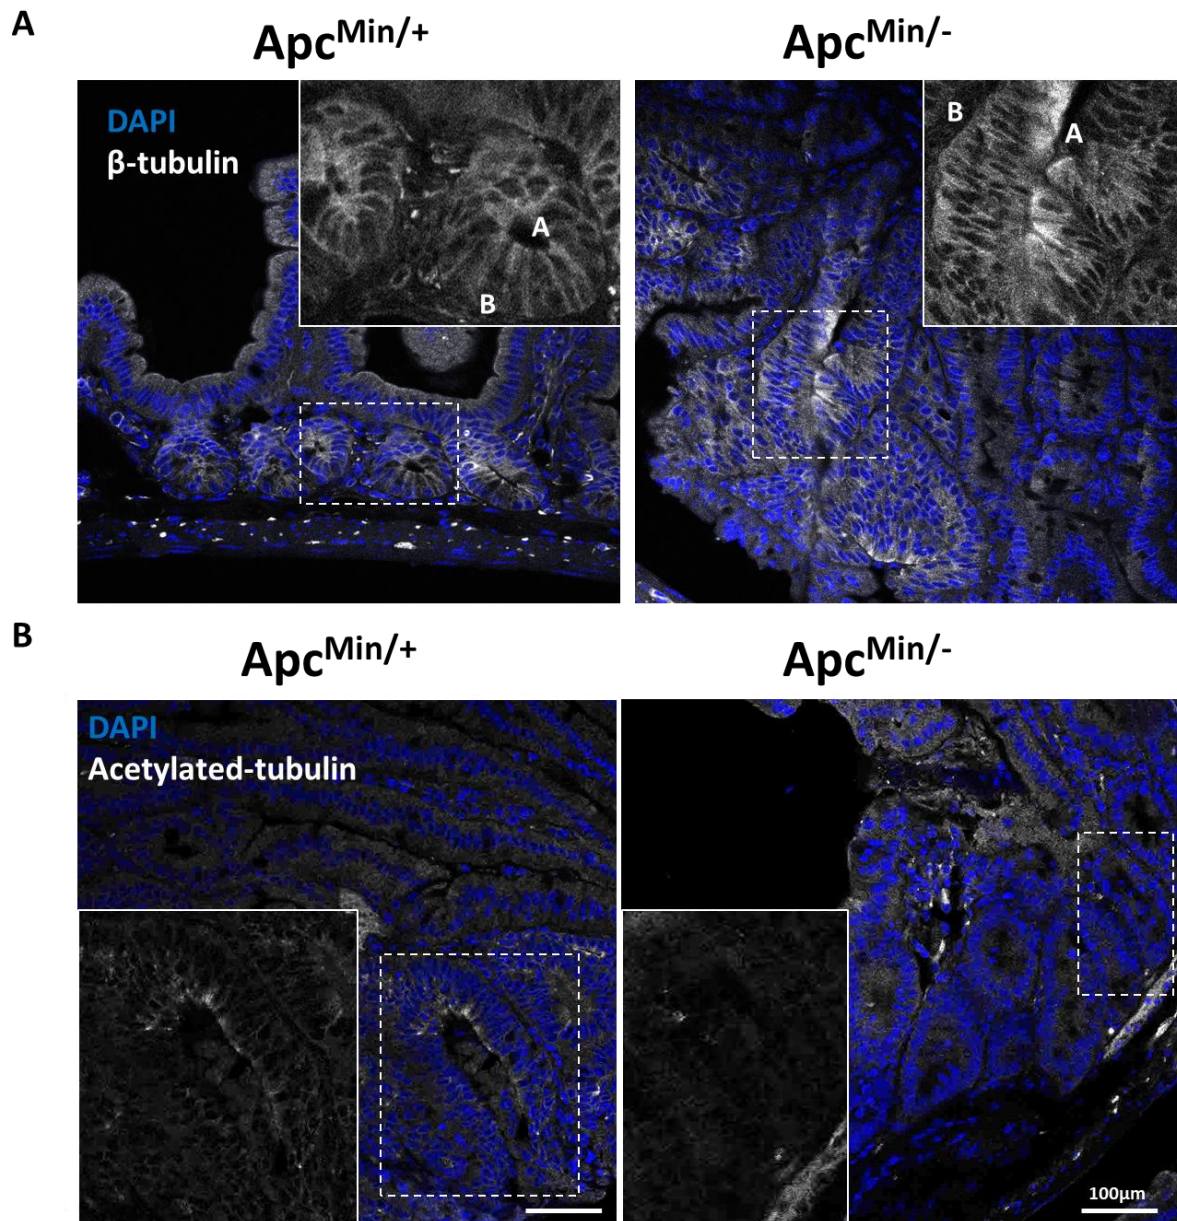 A
Apc^Min/+ Apc^Min/-
DAPI
β-tubulin
A
B
B
A
B
Apc^Min/+ Apc^Min/-
DAPI
Acetylated-tubulin
100μm